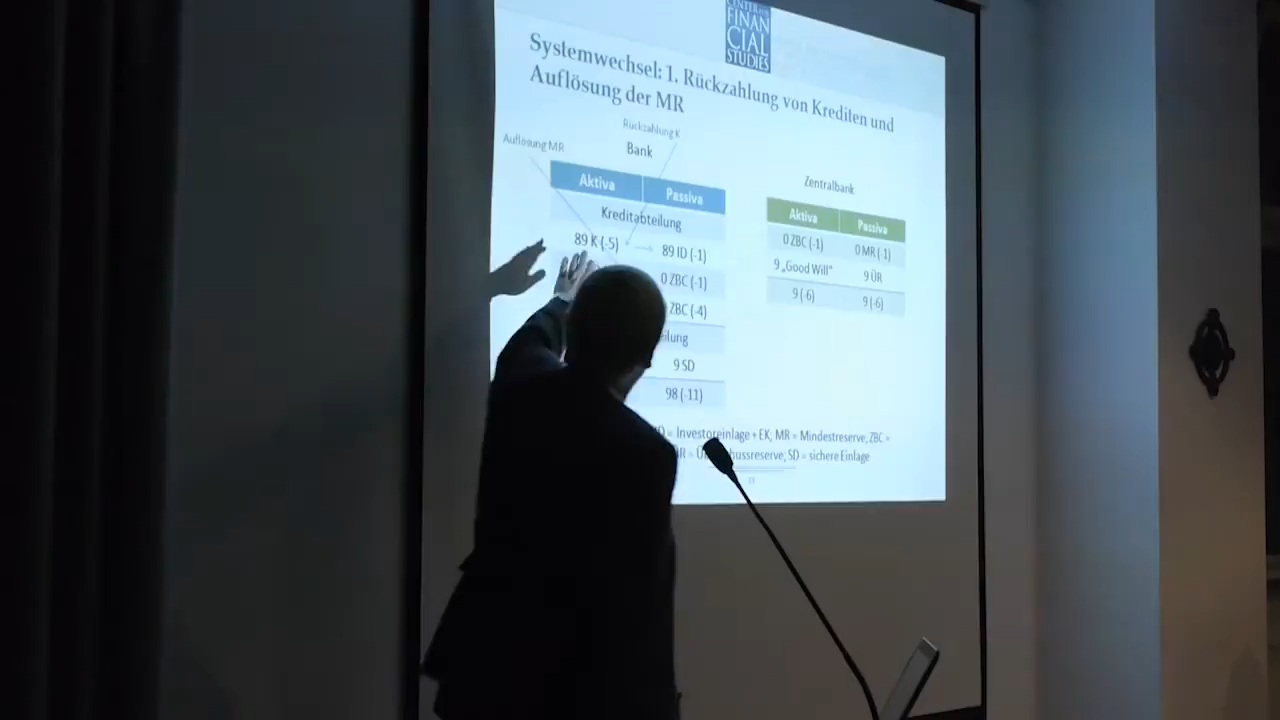 CENTER FOR
FINAN
CIAL
STUDIES
Systemwechsel: 1. Rückzahlung von Krediten und
Auflösung der MR
Rückzahlung K
Auflösung MR
Bank
Aktiva Passiva
Kreditabteilung
89 K (-5) 89 ID (-1)
0 ZBC (-1)
ZBC (-4)
eilung
9 SD
98 (-11)
Zentralbank
Aktiva Passiva
0 ZBC (-1) 0 MR (-1)
9 „Good Will" 9 ÜR
9 (-6) 9 (-6)
= Investoreinlage + EK, MR = Mindestreserve, ZBC =
hussreserve, SD = sichere Einlage